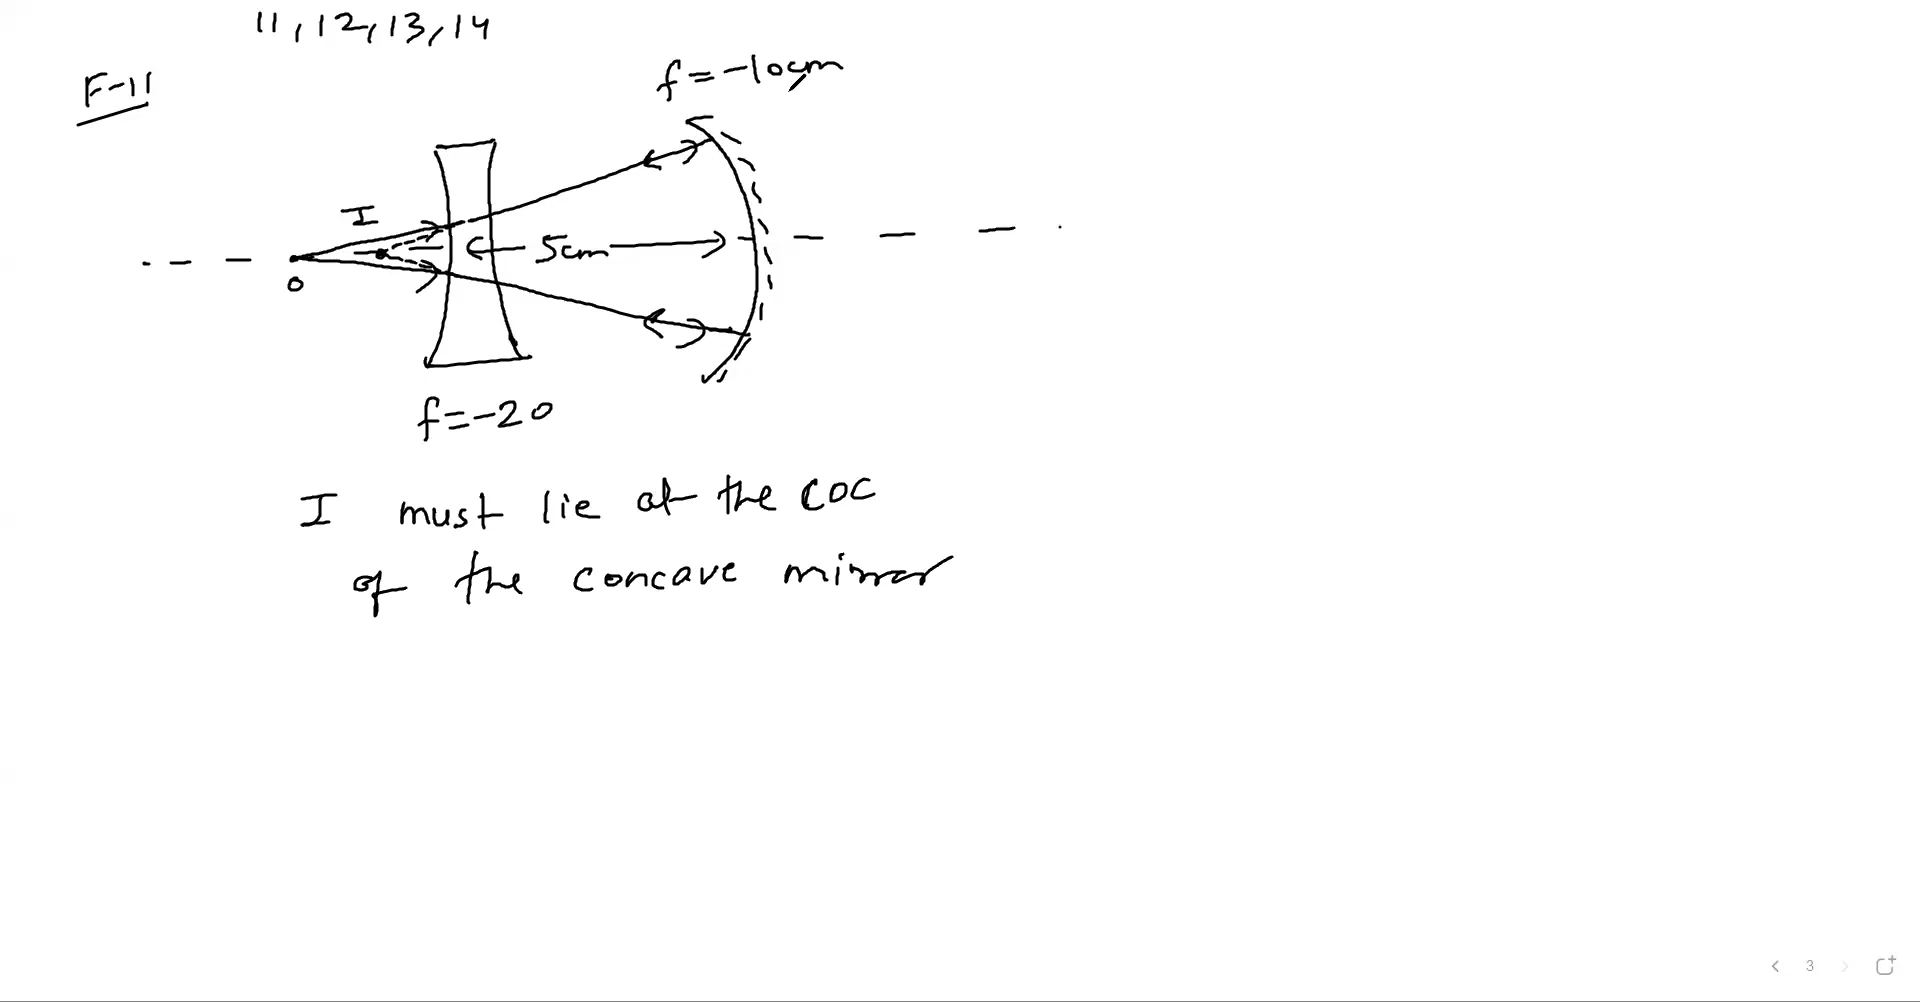 11, 12, 13, 14
F-11
f = -10cm
I
5cm
O
f = -20
I must lie at the COC
of the concave mirror
3